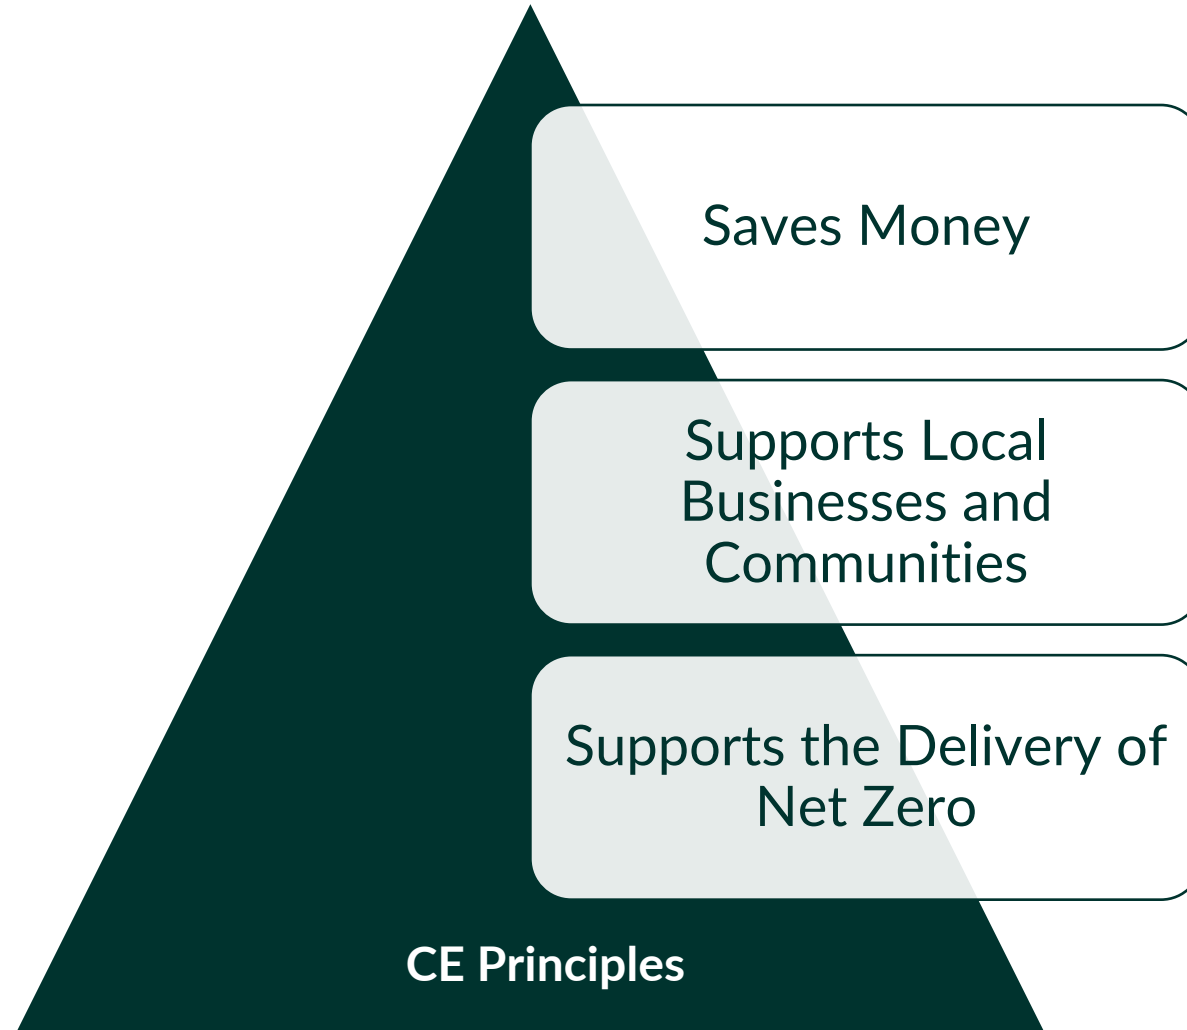 Saves Money
Supports Local
Businesses and
Communities
Supports the Delivery of
Net Zero
CE Principles